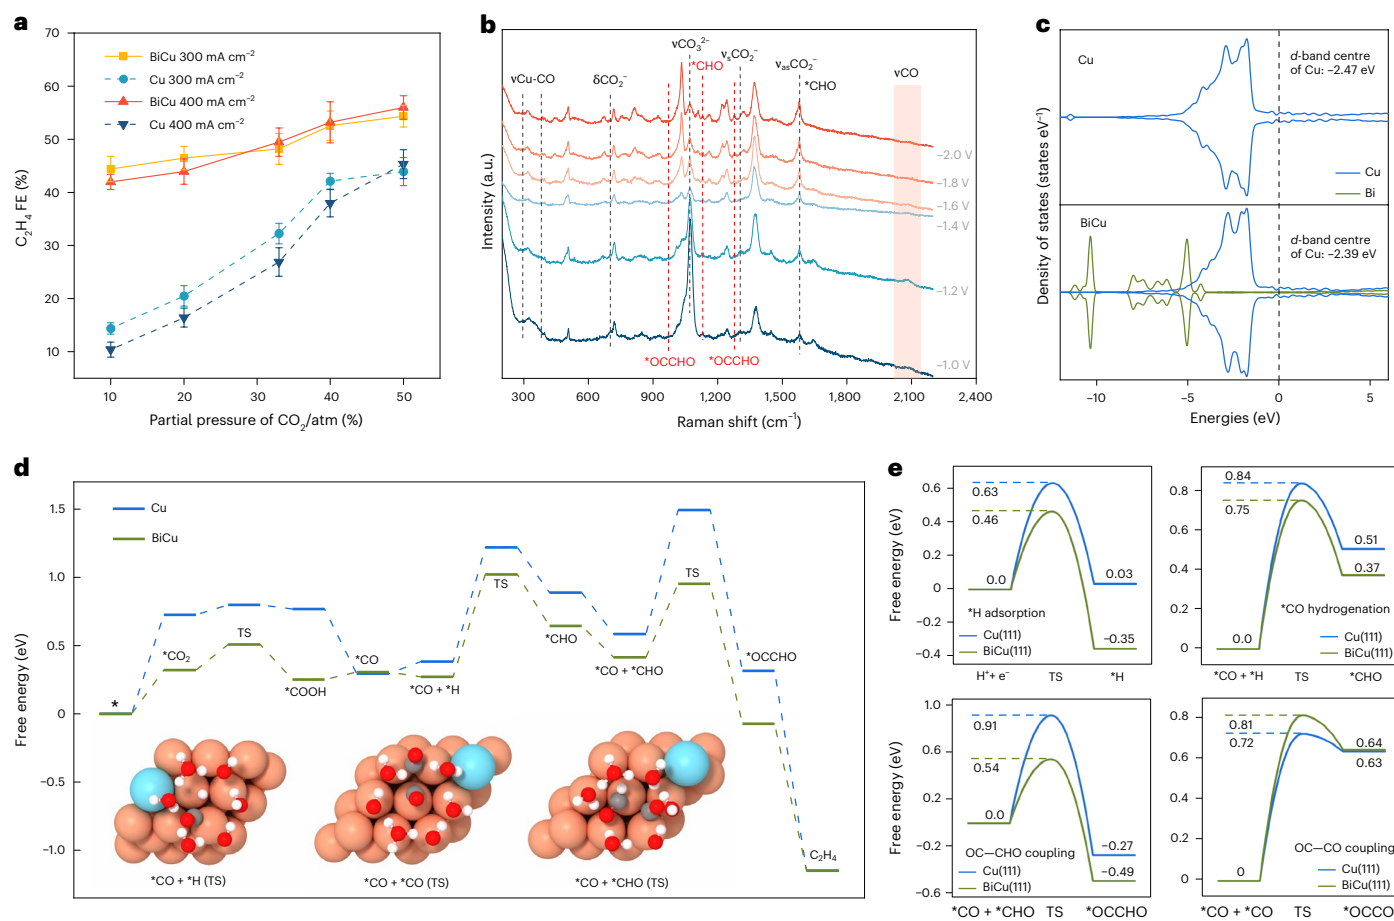 a
70
60
50
40
30
20
10
C₂H₄ FE (%)
BiCu 300 mA cm⁻²
Cu 300 mA cm⁻²
BiCu 400 mA cm⁻²
Cu 400 mA cm⁻²
10
20
30
40
50
Partial pressure of CO₂/atm (%)
b
Intensity (a.u.)
νCu-CO
δCO₂⁻
νCO₃²⁻
*CHO
νₛCO₂⁻
νₐₛCO₂⁻
*CHO
νCO
–2.0 V
–1.8 V
–1.6 V
–1.4 V
–1.2 V
–1.0 V
*OCCHO
*OCCHO
300
600
900
1,200
1,500
1,800
2,100
2,400
Raman shift (cm⁻¹)
c
Density of states (states eV⁻¹)
Cu
d-band centre
of Cu: –2.47 eV
Cu
Bi
BiCu
d-band centre
of Cu: –2.39 eV
–10
–5
0
5
Energies (eV)
d
Free energy (eV)
1.5
1.0
0.5
0
–0.5
–1.0
Cu
BiCu
*
*CO₂
TS
*COOH
*CO
*CO + *H
TS
*CHO
*CO + *CHO
TS
*OCCHO
C₂H₄
*CO + *H (TS)
*CO + *CO (TS)
*CO + *CHO (TS)
e
Free energy (eV)
0.6
0.4
0.2
0
–0.2
–0.4
0.63
0.46
0.0
0.03
–0.35
*H adsorption
Cu(111)
BiCu(111)
H⁺+ e⁻
TS
*H
Free energy (eV)
0.8
0.6
0.4
0.2
0
0.84
0.75
0.51
0.37
0.0
*CO hydrogenation
Cu(111)
BiCu(111)
*CO + *H
TS
*CHO
Free energy (eV)
1.0
0.6
0.2
–0.2
–0.6
0.91
0.54
0.0
–0.27
–0.49
OC—CHO coupling
Cu(111)
BiCu(111)
*CO + *CHO
TS
*OCCHO
Free energy (eV)
0.8
0.6
0.4
0.2
0
0.81
0.72
0.64
0.63
0
OC—CO coupling
Cu(111)
BiCu(111)
*CO + *CO
TS
*OCCO